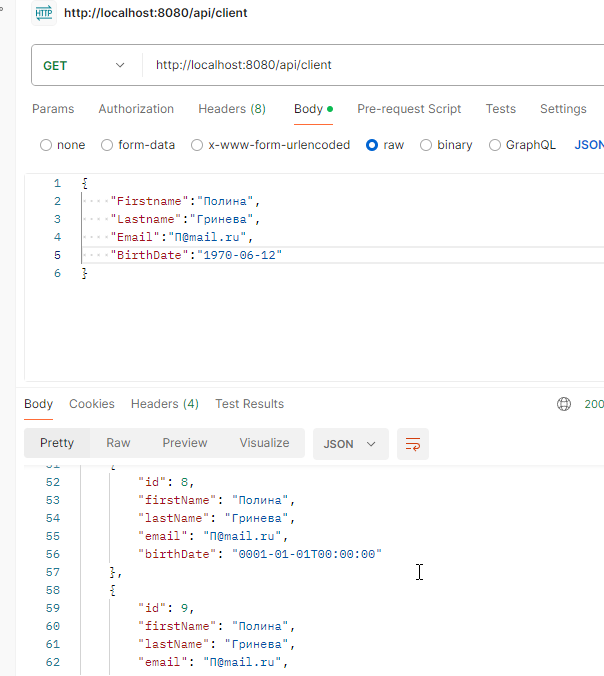 HTTP http://localhost:8080/api/client
GET http://localhost:8080/api/client
Params Authorization Headers (8) Body Pre-request Script Tests Settings
none form-data x-www-form-urlencoded raw binary GraphQL JSON
1 {
2 "Firstname":"Полина",
3 "Lastname":"Гринева",
4 "Email":"П@mail.ru",
5 "BirthDate":"1970-06-12"
6 }
Body Cookies Headers (4) Test Results 200
Pretty Raw Preview Visualize JSON
51 {
52 "id": 8,
53 "firstName": "Полина",
54 "lastName": "Гринева",
55 "email": "П@mail.ru",
56 "birthDate": "0001-01-01T00:00:00"
57 },
58 {
59 "id": 9,
60 "firstName": "Полина",
61 "lastName": "Гринева",
62 "email": "П@mail.ru",